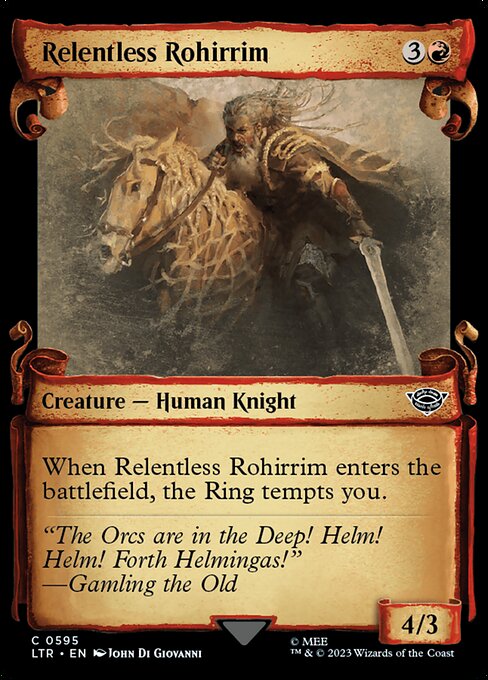 Relentless Rohirrim 3
Creature — Human Knight
When Relentless Rohirrim enters the
battlefield, the Ring tempts you.
“The Orcs are in the Deep! Helm!
Helm! Forth Helmingas!”
—Gamling the Old
4/3
C 0595
LTR • EN John Di Giovanni
© MEE
™ & © 2023 Wizards of the Coast